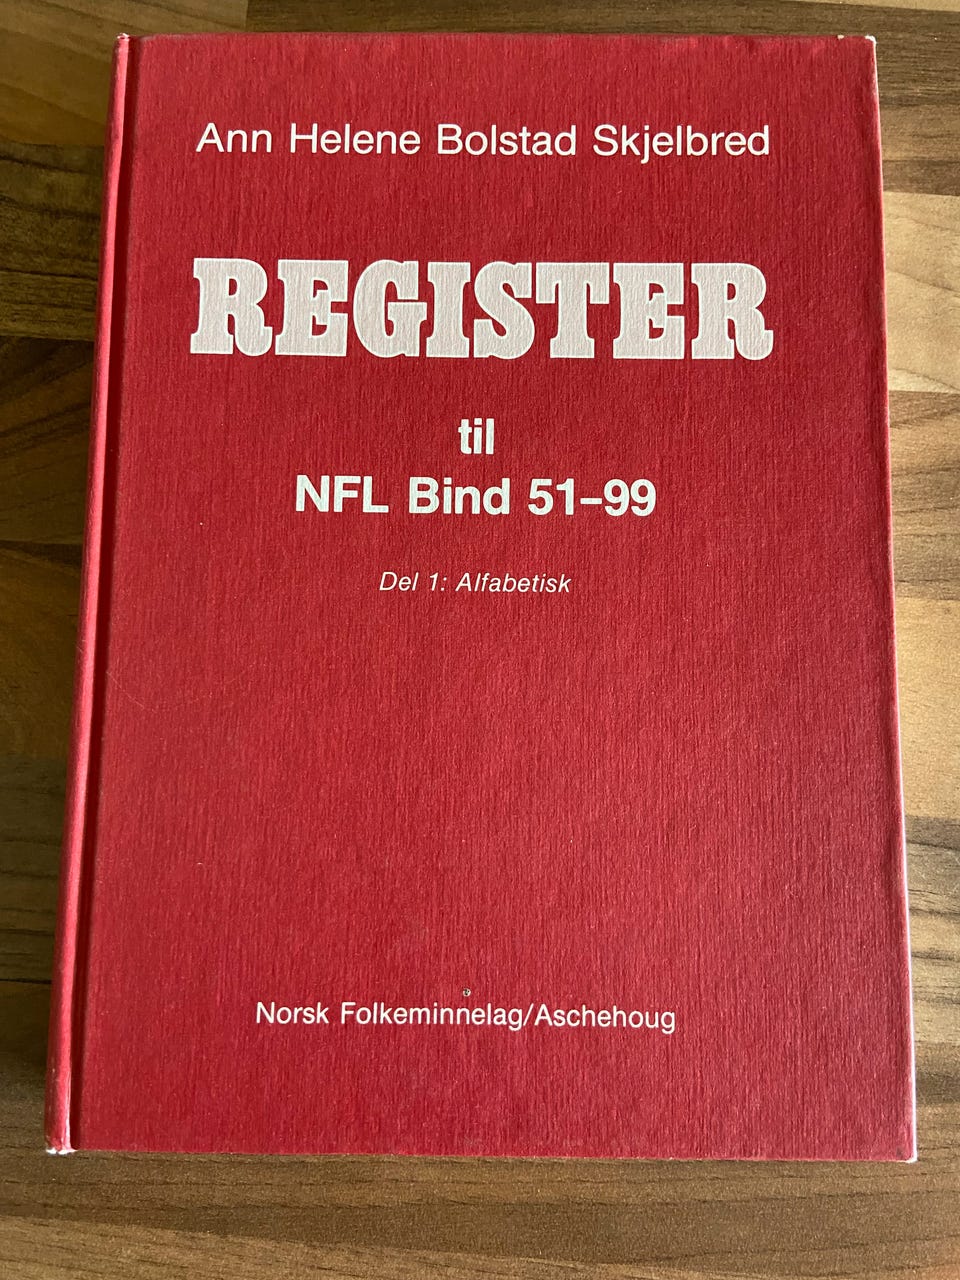 Ann Helene Bolstad Skjelbred
REGISTER
til
NFL Bind 51–99
Del 1: Alfabetisk
Norsk Folkeminnelag/Aschehoug